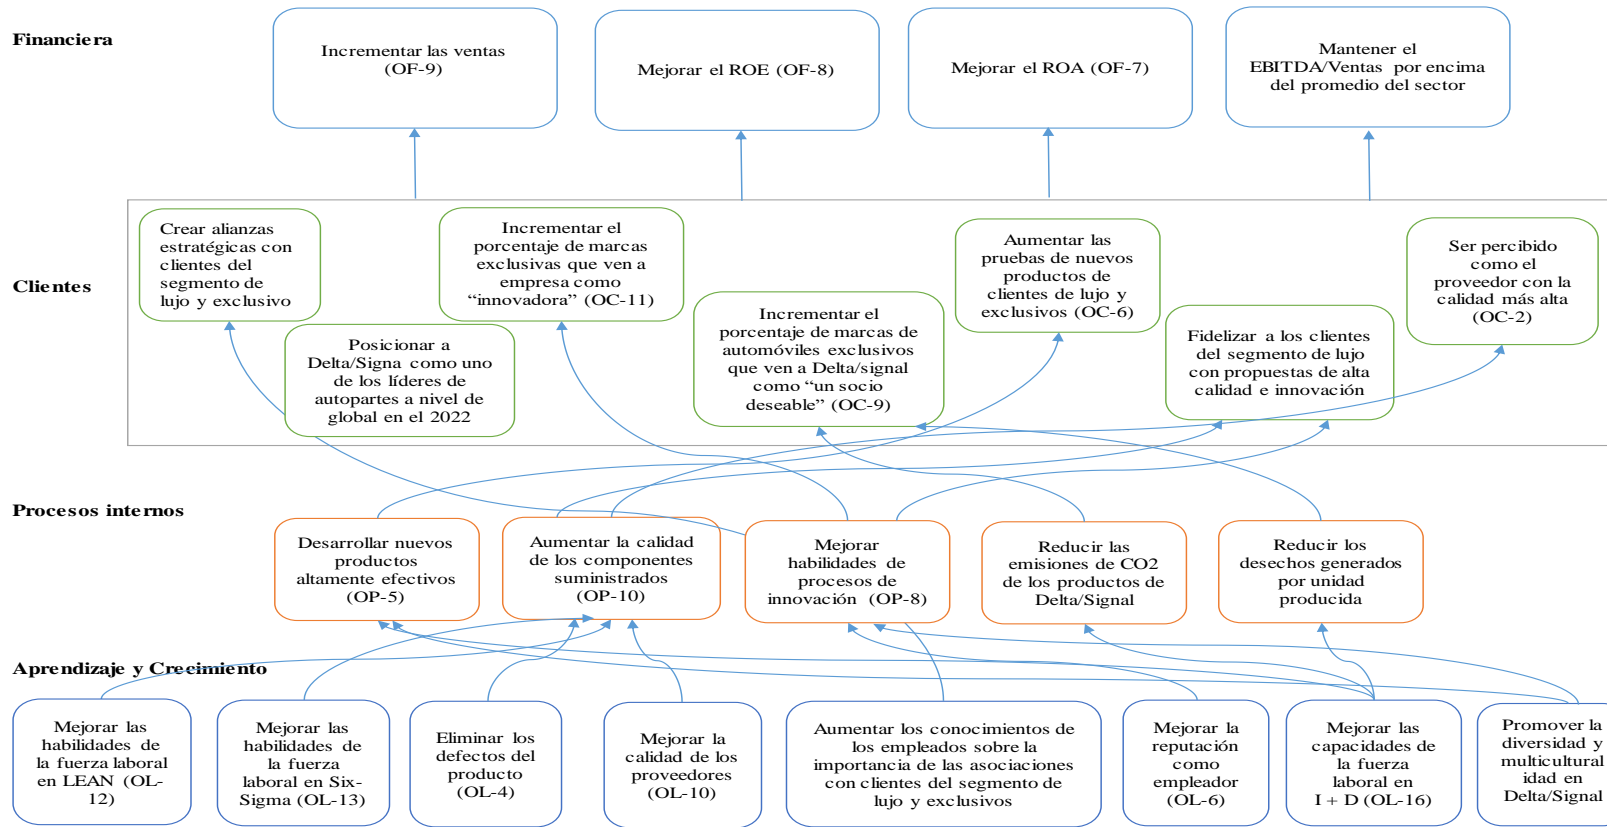 Financiera
Incrementar las ventas
(OF-9)
Mejorar el ROE (OF-8)
Mejorar el ROA (OF-7)
Mantener el
EBITDA/Ventas por encima
del promedio del sector
Clientes
Crear alianzas
estratégicas con
clientes del
segmento de
lujo y exclusivo
Posicionar a
Delta/Signa como uno
de los líderes de
autopartes a nivel de
global en el 2022
Incrementar el
porcentaje de marcas
exclusivas que ven a
empresa como
“innovadora” (OC-11)
Incrementar el
porcentaje de marcas de
automóviles exclusivos
que ven a Delta/signal
como “un socio
deseable” (OC-9)
Aumentar las
pruebas de nuevos
productos de
clientes de lujo y
exclusivos (OC-6)
Fidelizar a los clientes
del segmento de lujo
con propuestas de alta
calidad e innovación
Ser percibido
como el
proveedor con la
calidad más alta
(OC-2)
Procesos internos
Desarrollar nuevos
productos
altamente efectivos
(OP-5)
Aumentar la calidad
de los componentes
suministrados
(OP-10)
Mejorar
habilidades de
procesos de
innovación (OP-8)
Reducir las
emisiones de CO2
de los productos de
Delta/Signal
Reducir los
desechos generados
por unidad
producida
Aprendizaje y Crecimiento
Mejorar las
habilidades de
la fuerza laboral
en LEAN (OL-
12)
Mejorar las
habilidades de
la fuerza
laboral en Six-
Sigma (OL-13)
Eliminar los
defectos del
producto (OL-4)
Mejorar la
calidad de los
proveedores
(OL-10)
Aumentar los conocimientos de
los empleados sobre la
importancia de las asociaciones
con clientes del segmento de
lujo y exclusivos
Mejorar la
reputación
como
empleador
(OL-6)
Mejorar las
capacidades de
la fuerza
laboral en
I + D (OL-16)
Promover la
diversidad y
multicultural
idad en
Delta/Signal